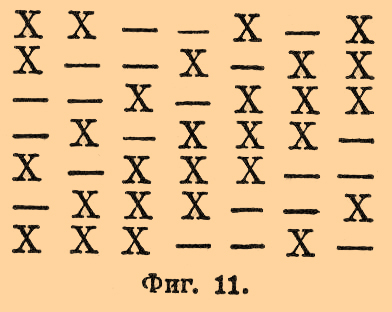 X X — — X — X
X — — X — X X
— — X — X X X
— X — X X X —
X — X X X — —
— X X X — — X
X X X — — X —
Фиг. 11.